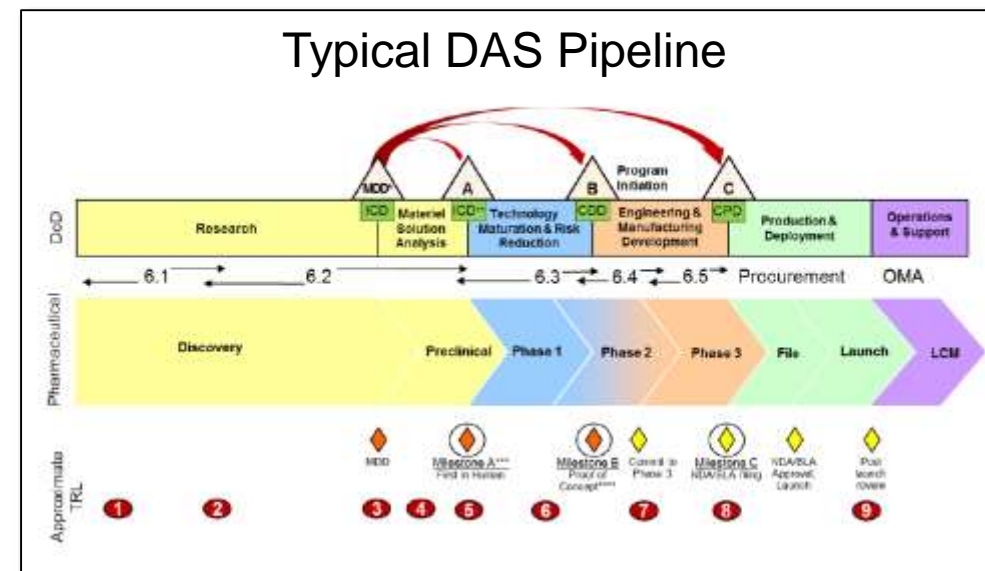 Typical DAS Pipeline
MDD*
A
B
Program
Initiation
C
DoD
Research
ICD
Materiel
Solution
Analysis
ICD**
Technology
Maturation & Risk
Reduction
CDD
Engineering &
Manufacturing
Development
CPD
Production &
Deployment
Operations
& Support
6.1
6.2
6.3
6.4
6.5
Procurement
OMA
Pharmaceutical
Discovery
Preclinical
Phase 1
Phase 2
Phase 3
File
Launch
LCM
Approximate
TRL
MDD
Milestone A***
First in Human
Milestone B
Proof of
Concept****
Commit to
Phase 3
Milestone C
NDA/BLA filing
NDA/BLA
Approval,
Launch
Post
launch
review
1
2
3
4
5
6
7
8
9